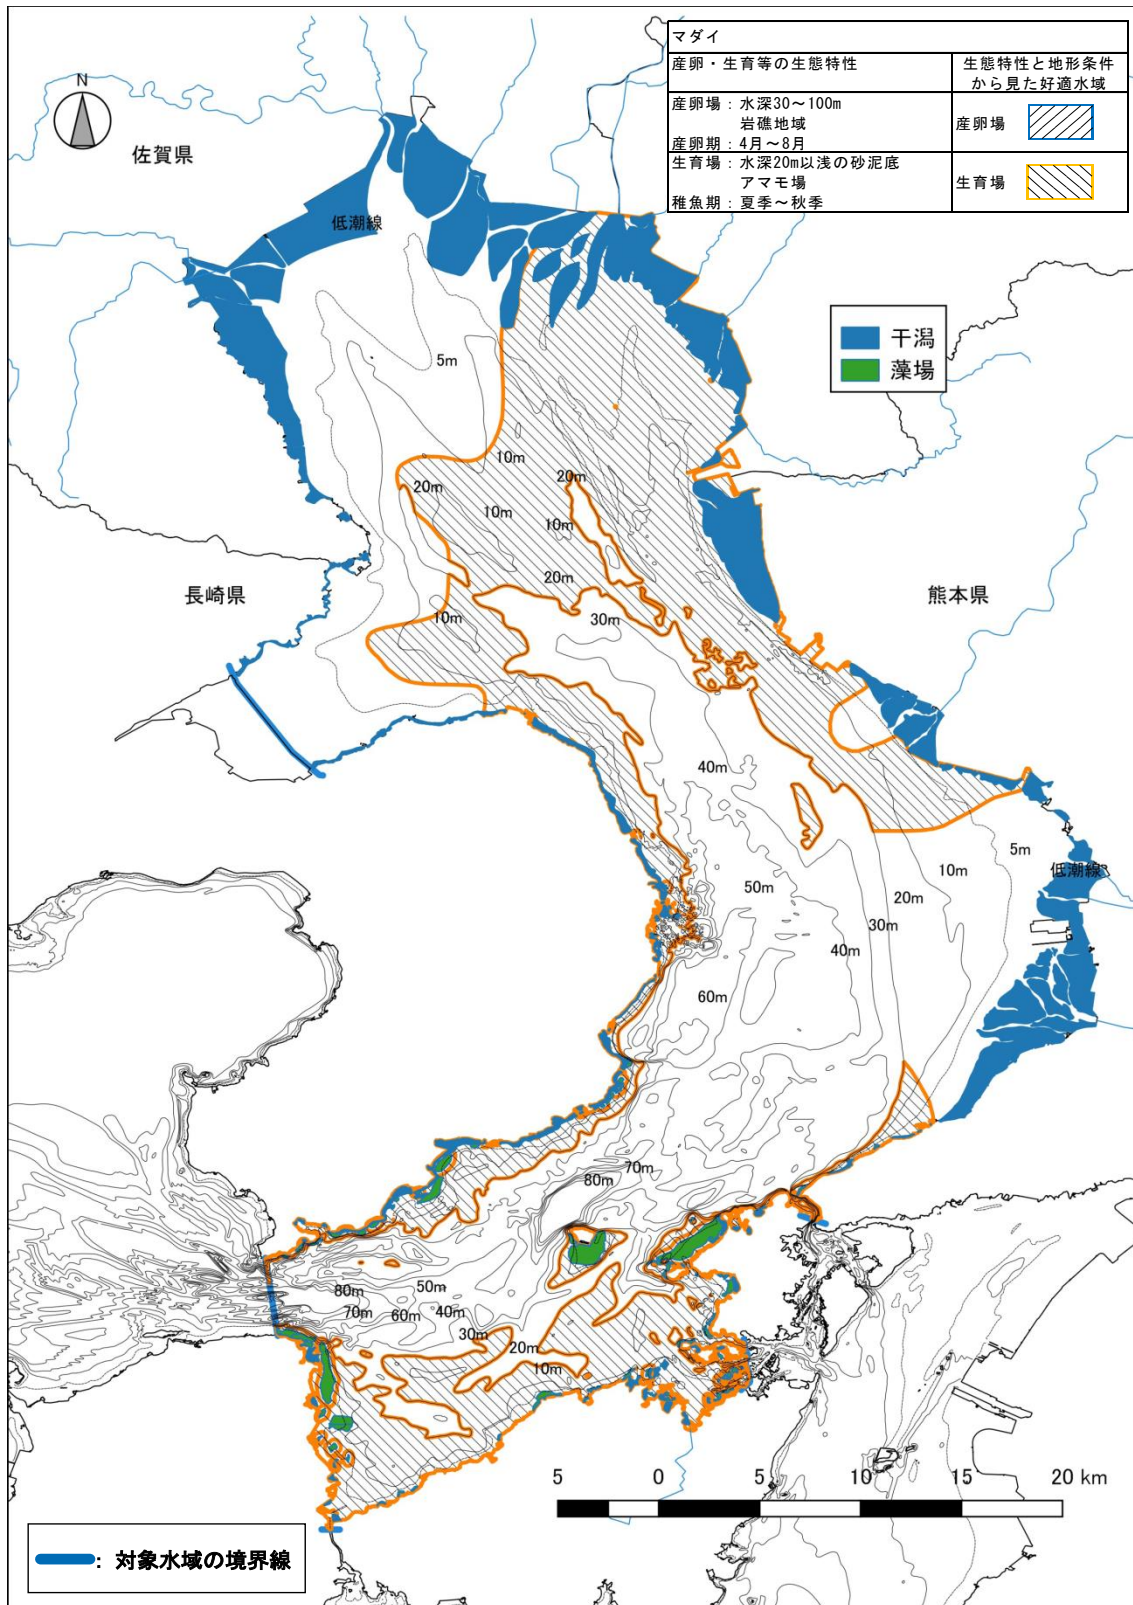 マダイ
産卵・生育等の生態特性
生態特性と地形条件
から見た好適水域
産卵場：水深30～100m
岩礁地域
産卵期：4月～8月
産卵場
生育場：水深20m以浅の砂泥底
アマモ場
稚魚期：夏季～秋季
生育場
N
佐賀県
低潮線
干潟
藻場
5m
10m
20m
20m
10m
10m
20m
長崎県
熊本県
10m
30m
40m
5m
10m
低潮線
50m
20m
30m
40m
60m
70m
80m
50m
80m
70m
60m
40m
30m
20m
10m
5
0
5
10
15
20 km
：対象水域の境界線